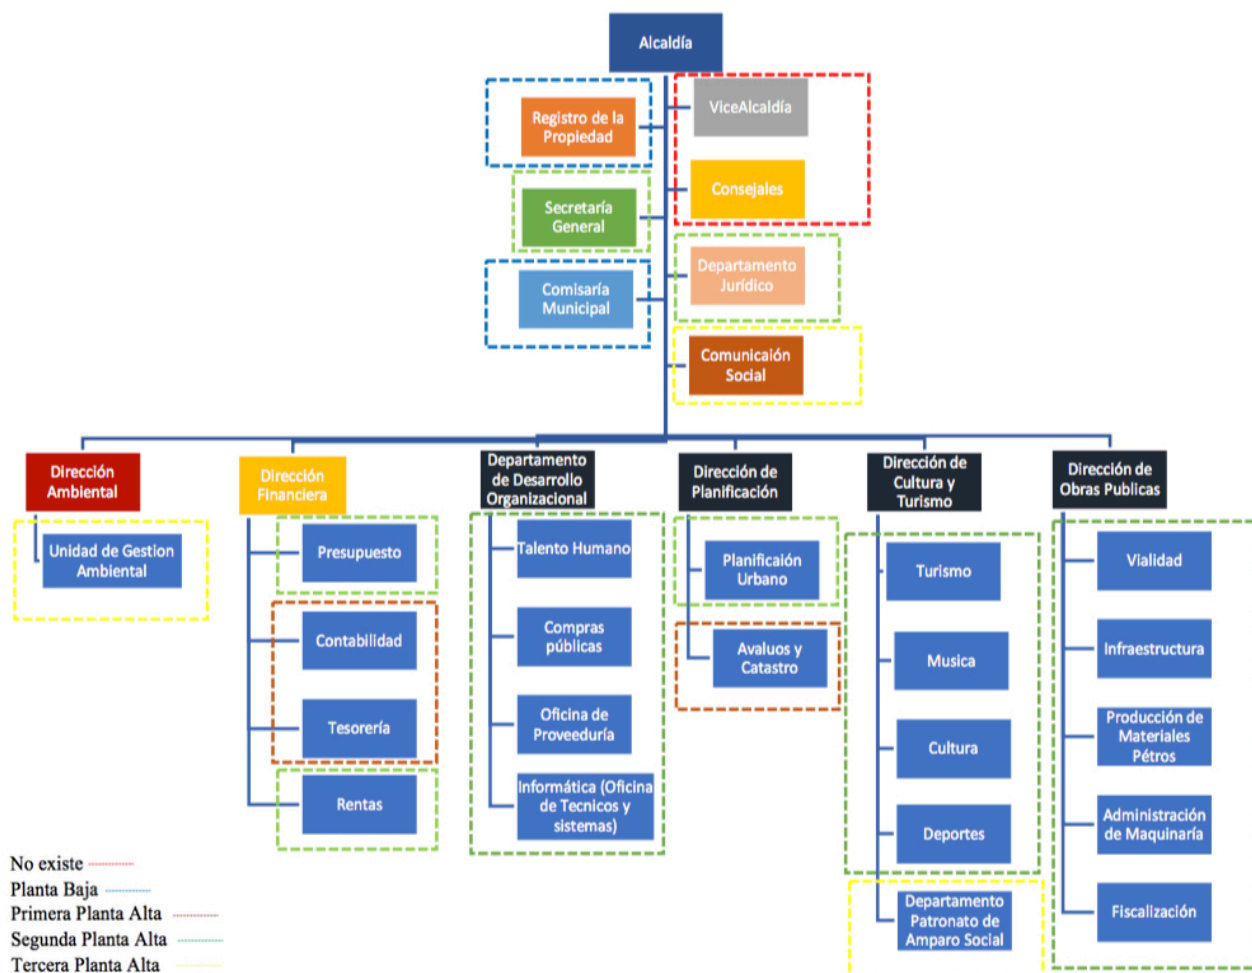 Alcaldía
ViceAlcaldía
Registro de la
Propiedad
Consejales
Secretaría
General
Departamento
Jurídico
Comisaría
Municipal
Comunicaión
Social
Dirección
Ambiental
Unidad de Gestion
Ambiental
Dirección
Financiera
Presupuesto
Contabilidad
Tesorería
Rentas
Departamento
de Desarrollo
Organizacional
Talento Humano
Compras
públicas
Oficina de
Proveeduría
Informática (Oficina
de Tecnicos y
sistemas)
Dirección de
Planificación
Planificaión
Urbano
Avaluos y
Catastro
Dirección de
Cultura y
Turismo
Turismo
Musica
Cultura
Deportes
Departamento
Patronato de
Amparo Social
Dirección de
Obras Publicas
Vialidad
Infraestructura
Producción de
Materiales
Pétros
Administración
de Maquinaría
Fiscalización
No existe
Planta Baja
Primera Planta Alta
Segunda Planta Alta
Tercera Planta Alta